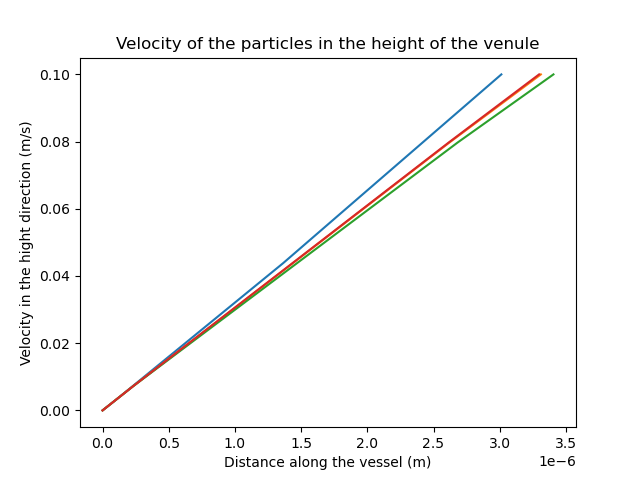 Velocity of the particles in the height of the venule
Velocity in the hight direction (m/s)
0.10
0.08
0.06
0.04
0.02
0.00
0.0 0.5 1.0 1.5 2.0 2.5 3.0 3.5
1e−6
Distance along the vessel (m)